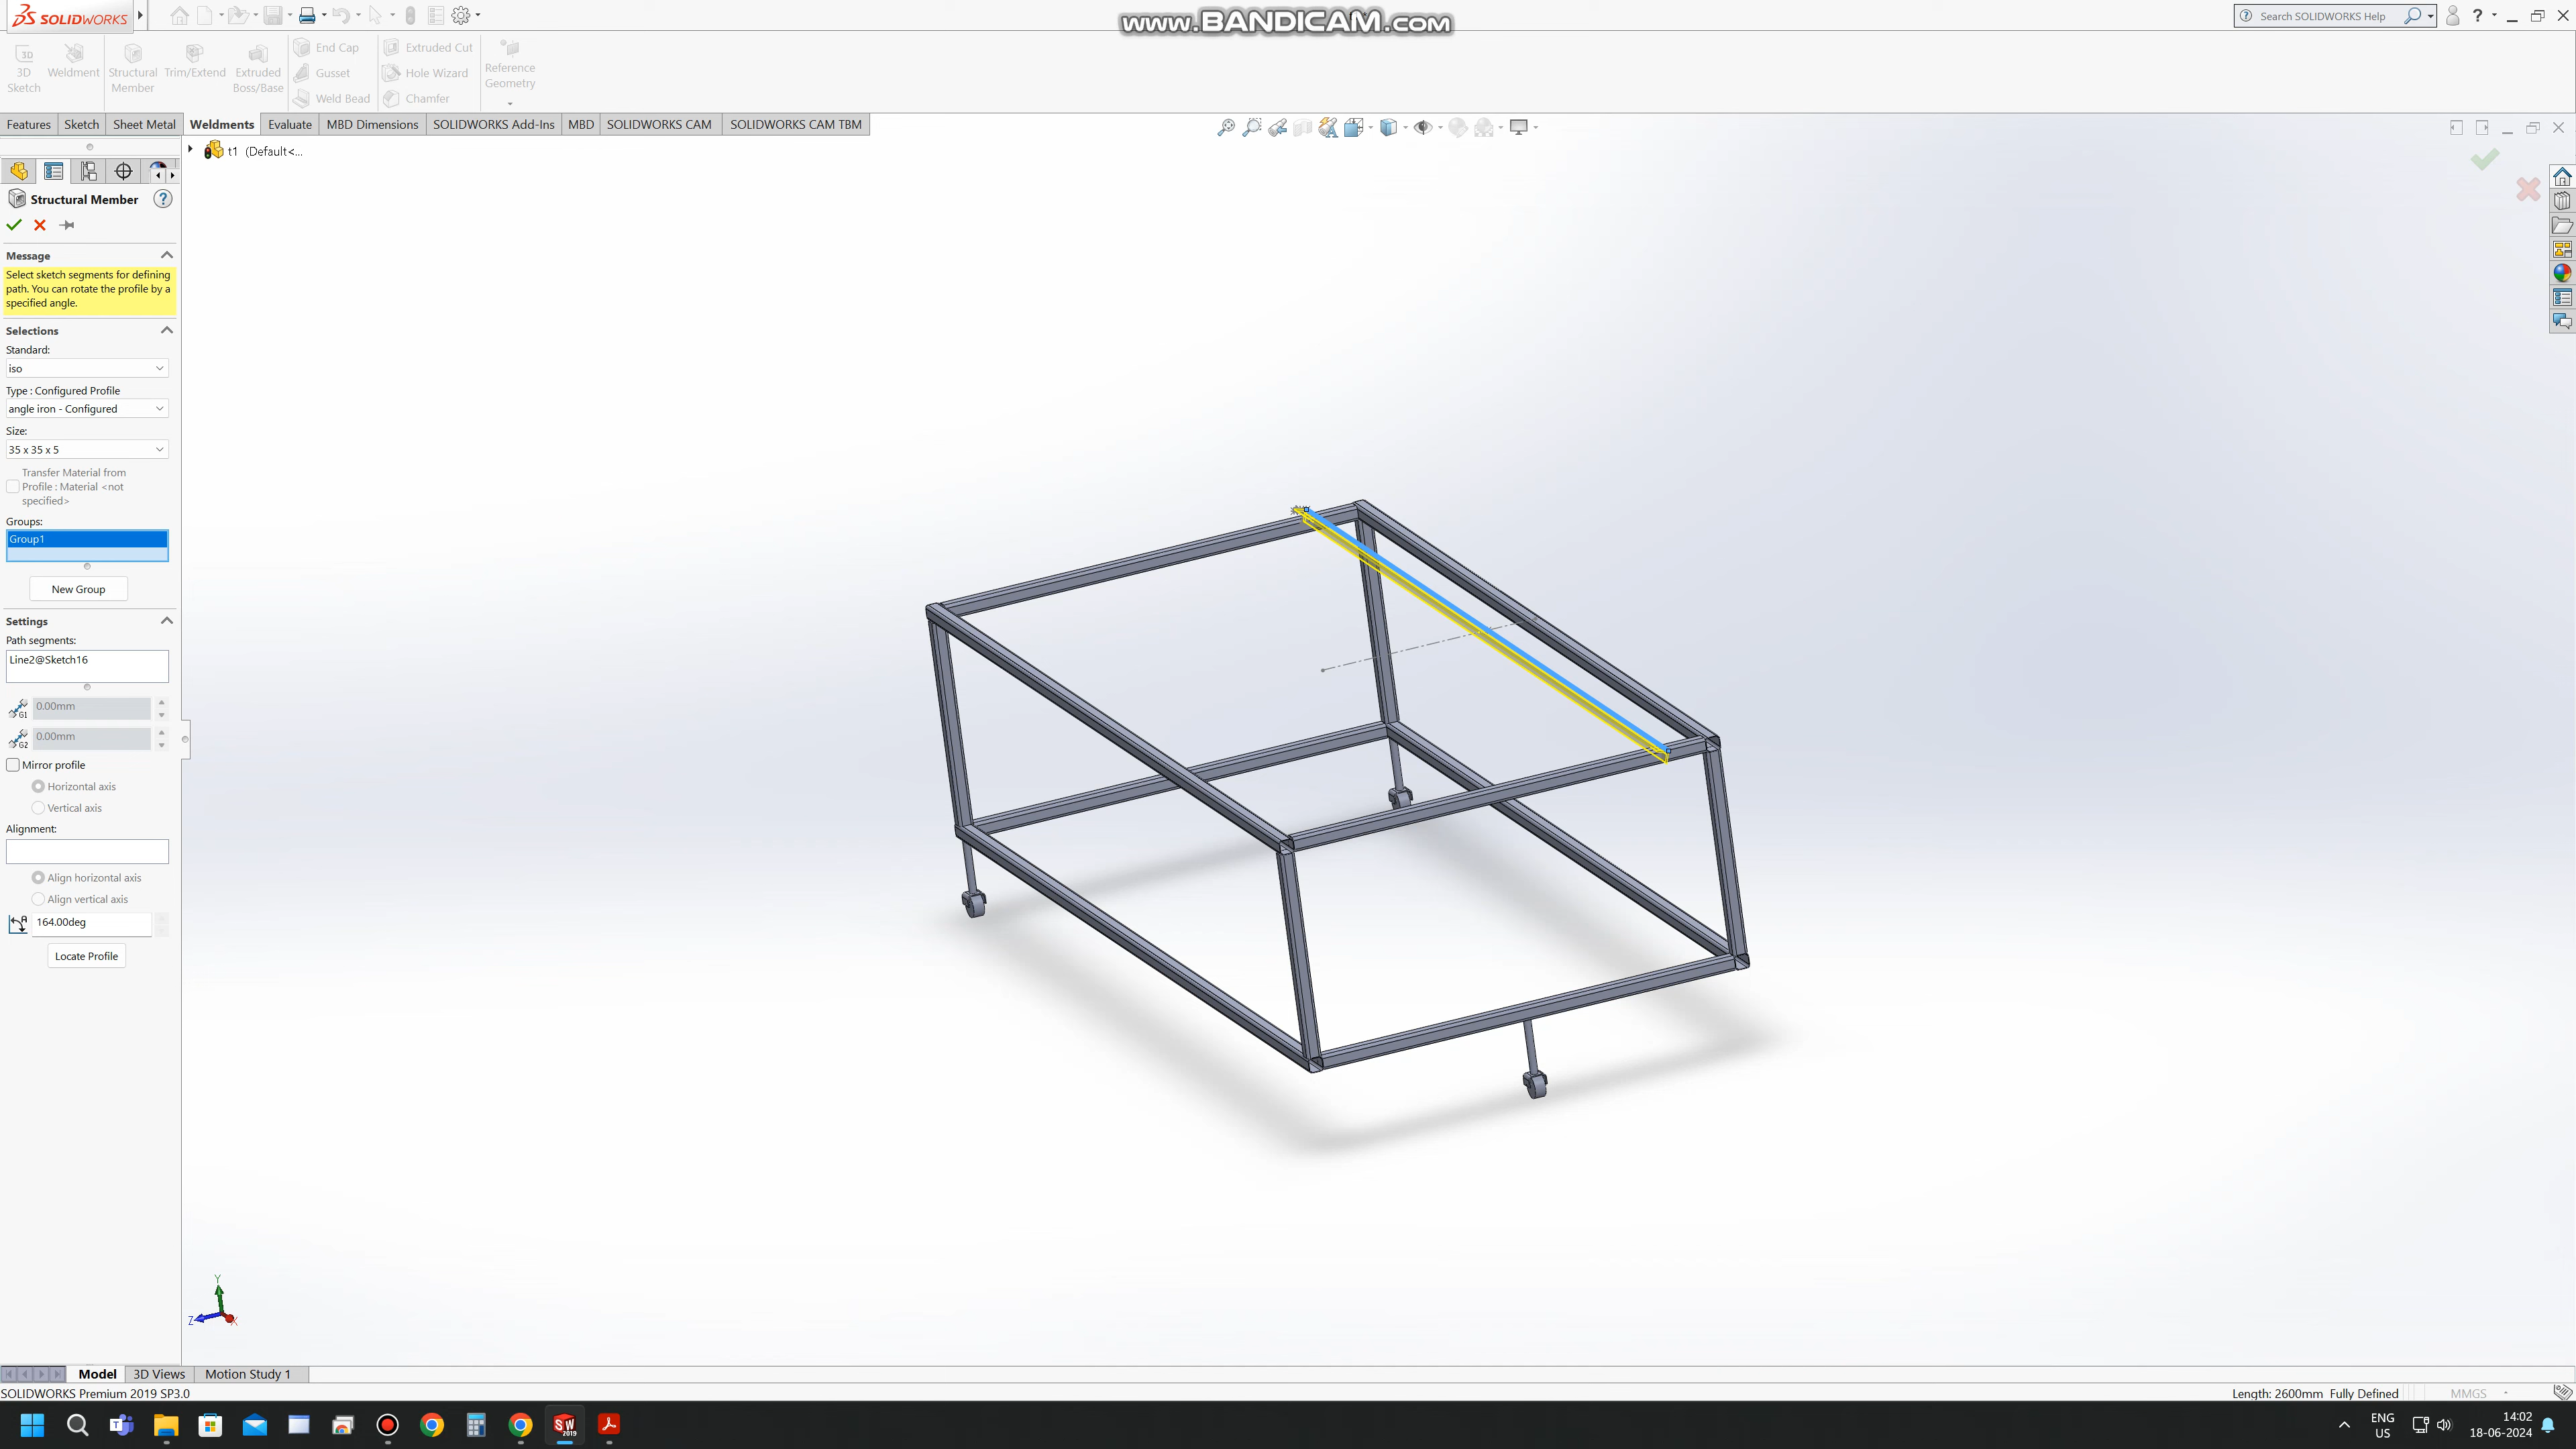 SOLIDWORKS
www.BANDICAM.com
Search SOLIDWORKS Help
3D Sketch
Weldment
Structural Member
Trim/Extend
Extruded Boss/Base
End Cap
Gusset
Weld Bead
Extruded Cut
Hole Wizard
Chamfer
Reference Geometry
Features
Sketch
Sheet Metal
Weldments
Evaluate
MBD Dimensions
SOLIDWORKS Add-Ins
MBD
SOLIDWORKS CAM
SOLIDWORKS CAM TBM
t1 (Default<...
Structural Member
Message
Select sketch segments for defining
path. You can rotate the profile by a
specified angle.
Selections
Standard:
iso
Type : Configured Profile
angle iron - Configured
Size:
35 x 35 x 5
Transfer Material from
Profile : Material <not
specified>
Groups:
Group1
New Group
Settings
Path segments:
Line2@Sketch16
G1
0.00mm
G2
0.00mm
Mirror profile
Horizontal axis
Vertical axis
Alignment:
Align horizontal axis
Align vertical axis
164.00deg
Locate Profile
Y
Z
X
Model
3D Views
Motion Study 1
SOLIDWORKS Premium 2019 SP3.0
Length: 2600mm Fully Defined
MMGS
SW
2019
ENG
US
14:02
18-06-2024